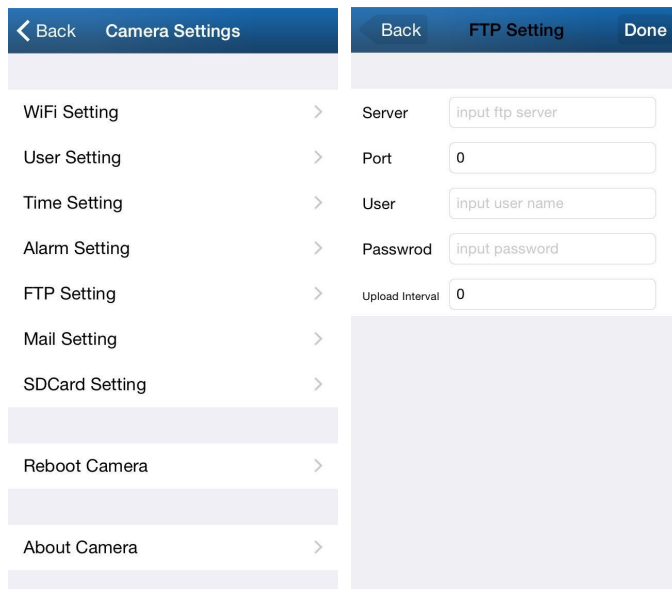 Back Camera Settings
WiFi Setting
User Setting
Time Setting
Alarm Setting
FTP Setting
Mail Setting
SDCard Setting
Reboot Camera
About Camera
Back FTP Setting Done
Server input ftp server
Port 0
User input user name
Passwrod input password
Upload Interval 0